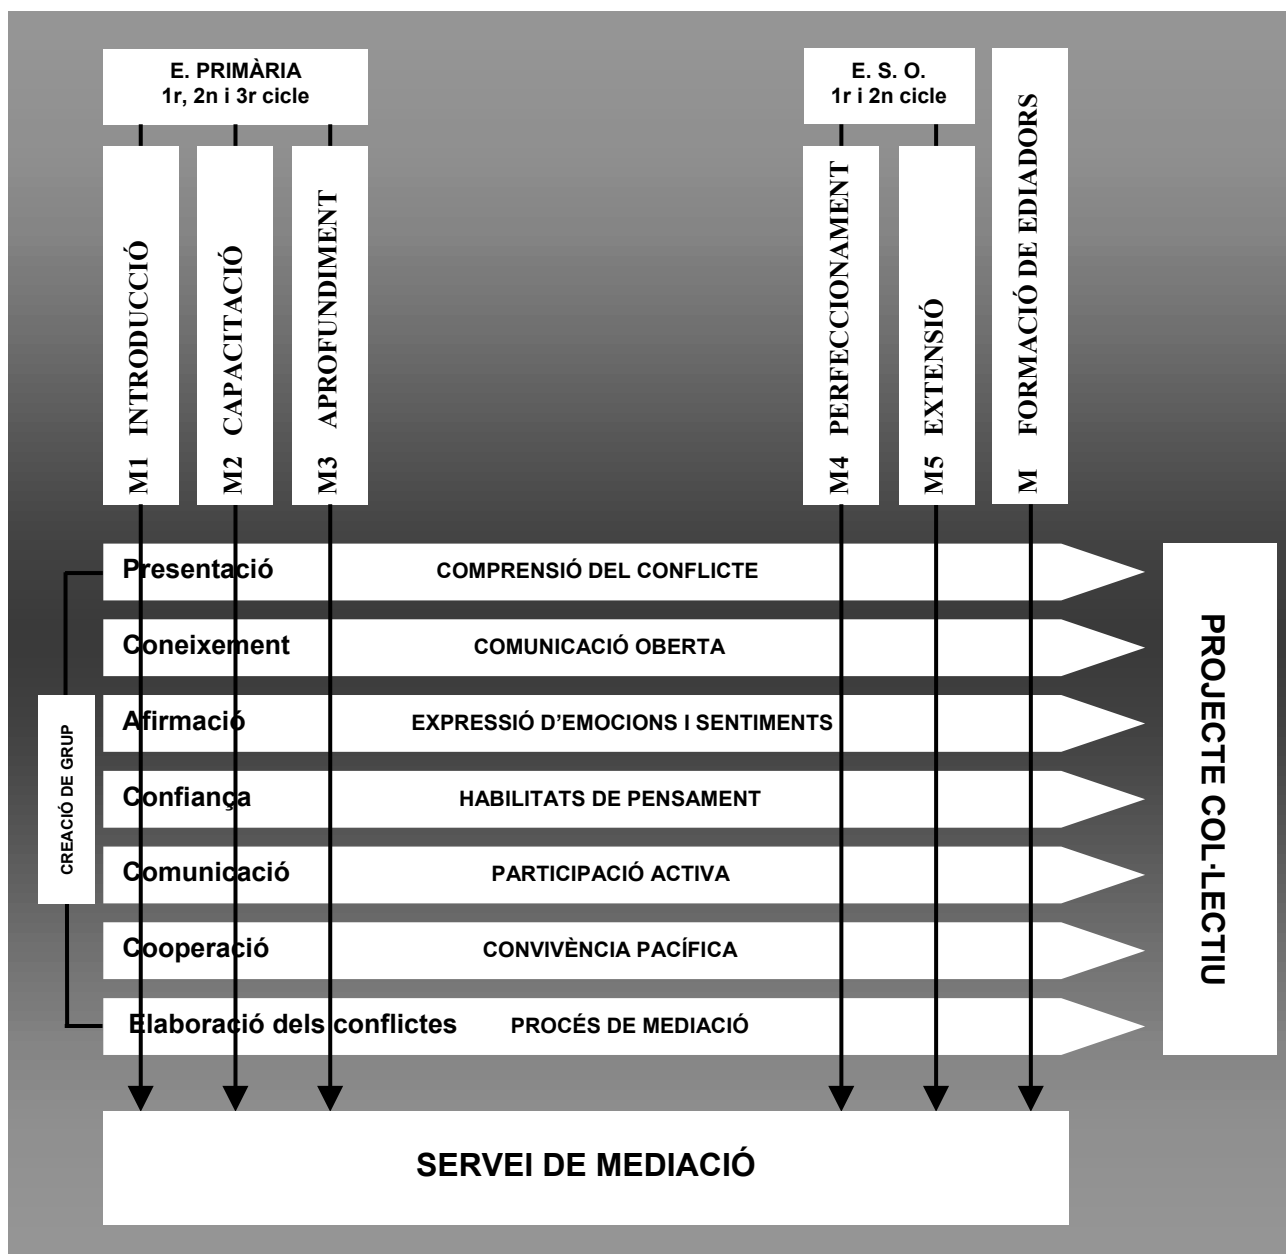 E. PRIMÀRIA
1r, 2n i 3r cicle
E. S. O.
1r i 2n cicle
M1 INTRODUCCIÓ
M2 CAPACITACIÓ
M3 APROFUNDIMENT
M4 PERFECCIONAMENT
M5 EXTENSIÓ
M FORMACIÓ DE EDIADORS
CREACIÓ DE GRUP
Presentació COMPRENSIÓ DEL CONFLICTE
Coneixement COMUNICACIÓ OBERTA
Afirmació EXPRESSIÓ D’EMOCIONS I SENTIMENTS
Confiança HABILITATS DE PENSAMENT
Comunicació PARTICIPACIÓ ACTIVA
Cooperació CONVIVÈNCIA PACÍFICA
Elaboració dels conflictes PROCÉS DE MEDIACIÓ
PROJECTE COL·LECTIU
SERVEI DE MEDIACIÓ